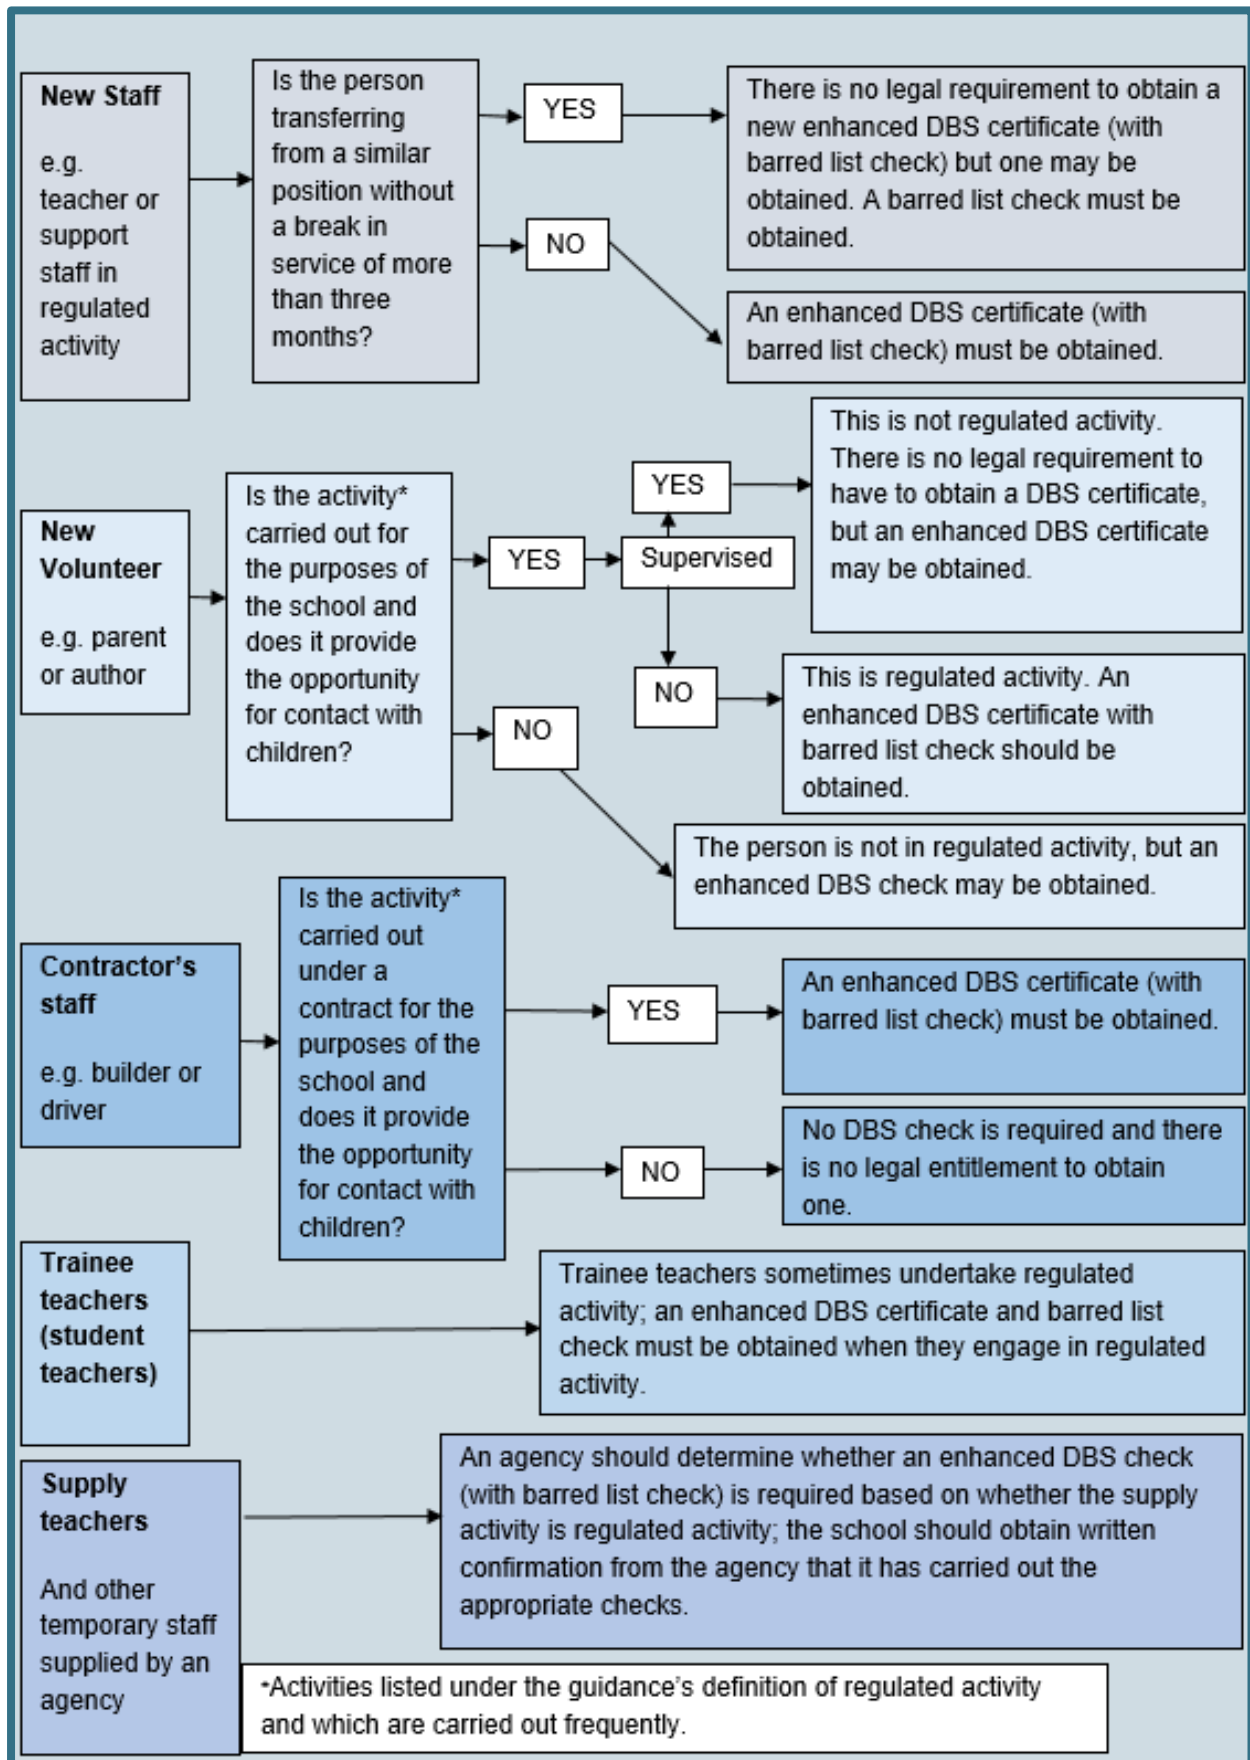 New Staff
e.g.
teacher or
support
staff in
regulated
activity
Is the person
transferring
from a similar
position without
a break in
service of more
than three
months?
YES
There is no legal requirement to obtain a
new enhanced DBS certificate (with
barred list check) but one may be
obtained. A barred list check must be
obtained.
NO
An enhanced DBS certificate (with
barred list check) must be obtained.
New
Volunteer
e.g. parent
or author
Is the activity*
carried out for
the purposes of
the school and
does it provide
the opportunity
for contact with
children?
YES
Supervised
YES
This is not regulated activity.
There is no legal requirement to
have to obtain a DBS certificate,
but an enhanced DBS certificate
may be obtained.
NO
This is regulated activity. An
enhanced DBS certificate with
barred list check should be
obtained.
NO
The person is not in regulated activity, but an
enhanced DBS check may be obtained.
Contractor's
staff
e.g. builder or
driver
Is the activity*
carried out
under a
contract for the
purposes of the
school and
does it provide
the opportunity
for contact with
children?
YES
An enhanced DBS certificate (with
barred list check) must be obtained.
NO
No DBS check is required and there
is no legal entitlement to obtain
one.
Trainee
teachers
(student
teachers)
Trainee teachers sometimes undertake regulated
activity; an enhanced DBS certificate and barred list
check must be obtained when they engage in regulated
activity.
Supply
teachers
And other
temporary staff
supplied by an
agency
An agency should determine whether an enhanced DBS check
(with barred list check) is required based on whether the supply
activity is regulated activity; the school should obtain written
confirmation from the agency that it has carried out the
appropriate checks.
*Activities listed under the guidance's definition of regulated activity
and which are carried out frequently.